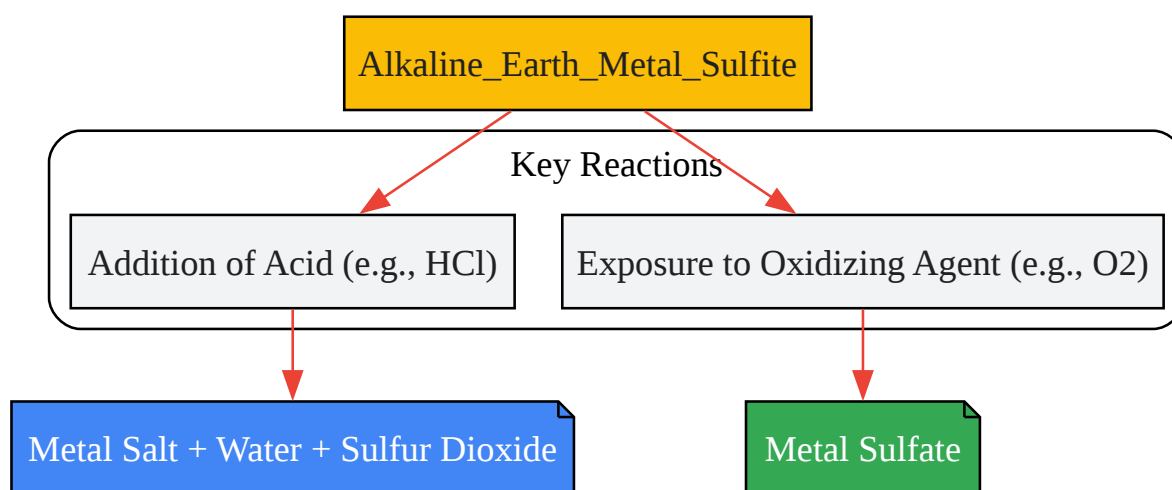 Alkaline_Earth_Metal_Sulfite
Key Reactions
Addition of Acid (e.g., HCl)
Exposure to Oxidizing Agent (e.g., O2)
Metal Salt + Water + Sulfur Dioxide
Metal Sulfate